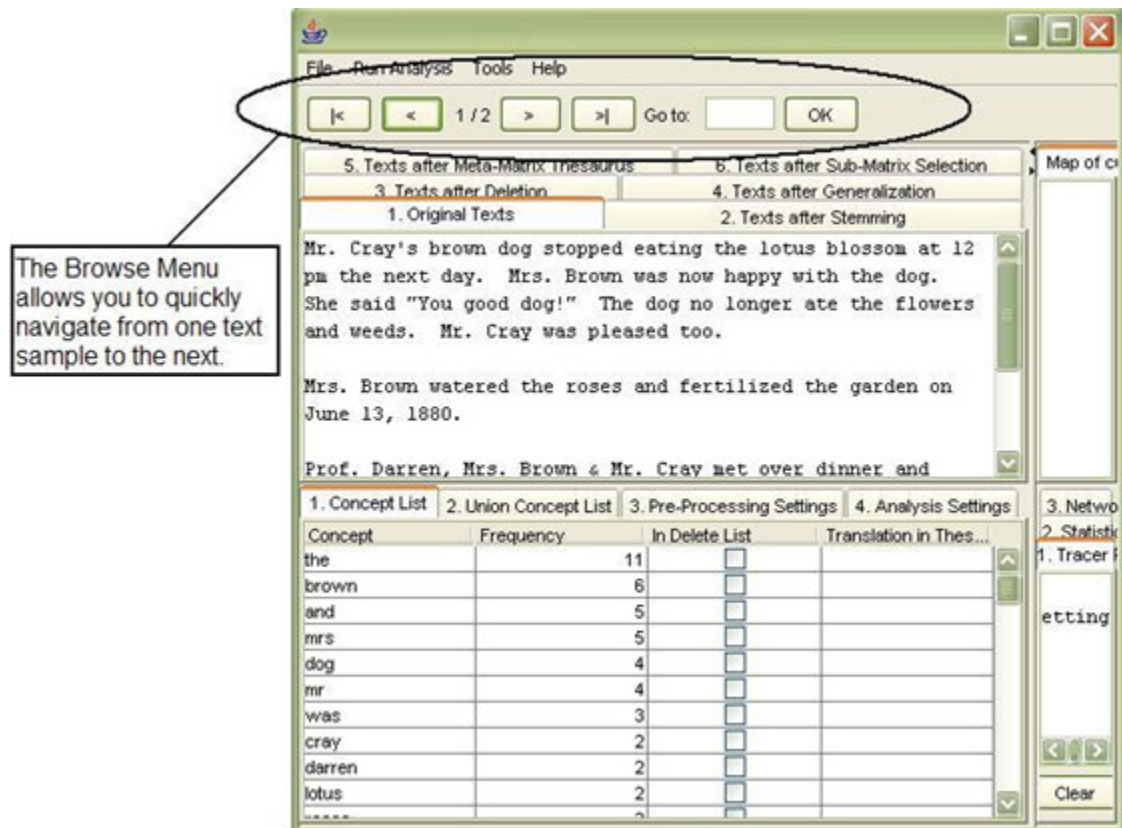 File Run Analysis Tools Help
|< < 1 / 2 > >| Go to: OK
The Browse Menu
allows you to quickly
navigate from one text
sample to the next.
5. Texts after Meta-Matrix Thesaurus 6. Texts after Sub-Matrix Selection
3. Texts after Deletion 4. Texts after Generalization
1. Original Texts 2. Texts after Stemming
Mr. Cray's brown dog stopped eating the lotus blossom at 12
pm the next day. Mrs. Brown was now happy with the dog.
She said "You good dog!" The dog no longer ate the flowers
and weeds. Mr. Cray was pleased too.
Mrs. Brown watered the roses and fertilized the garden on
June 13, 1880.
Prof. Darren, Mrs. Brown & Mr. Cray met over dinner and
Map of
1. Concept List 2. Union Concept List 3. Pre-Processing Settings 4. Analysis Settings
Concept Frequency In Delete List Translation in Thes...
the 11
brown 6
and 5
mrs 5
dog 4
mr 4
was 3
cray 2
darren 2
lotus 2
3. Netwo
2. Statisti
1. Tracer
etting
Clear